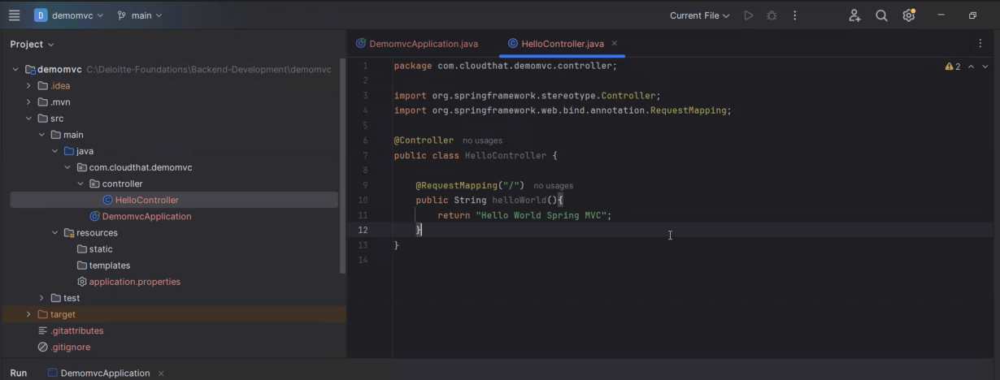 D demomvc main Current File
Project
demomvc C:\Deloitte-Foundations\Backend-Development\demomvc
.idea
.mvn
src
main
java
com.cloudthat.demomvc
controller
HelloController
DemomvcApplication
resources
static
templates
application.properties
test
target
.gitattributes
.gitignore
DemomvcApplication.java HelloController.java
2
1 package com.cloudthat.demomvc.controller;
2
3 import org.springframework.stereotype.Controller;
4 import org.springframework.web.bind.annotation.RequestMapping;
5
6 @Controller no usages
7 public class HelloController {
8
9 @RequestMapping("/") no usages
10 public String helloWorld(){
11 return "Hello World Spring MVC";
12 }
13 }
14
Run DemomvcApplication